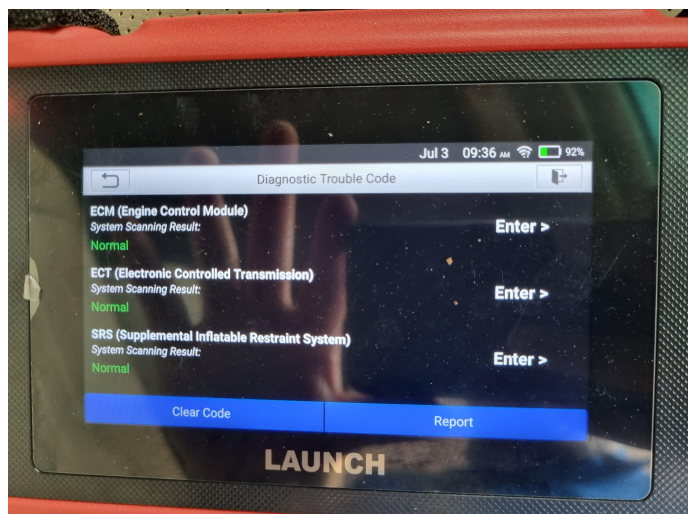 Jul 3 09:36 AM 92%
Diagnostic Trouble Code
ECM (Engine Control Module)
System Scanning Result:
Enter >
Normal
ECT (Electronic Controlled Transmission)
System Scanning Result:
Enter >
Normal
SRS (Supplemental Inflatable Restraint System)
System Scanning Result:
Enter >
Normal
Clear Code
Report
LAUNCH